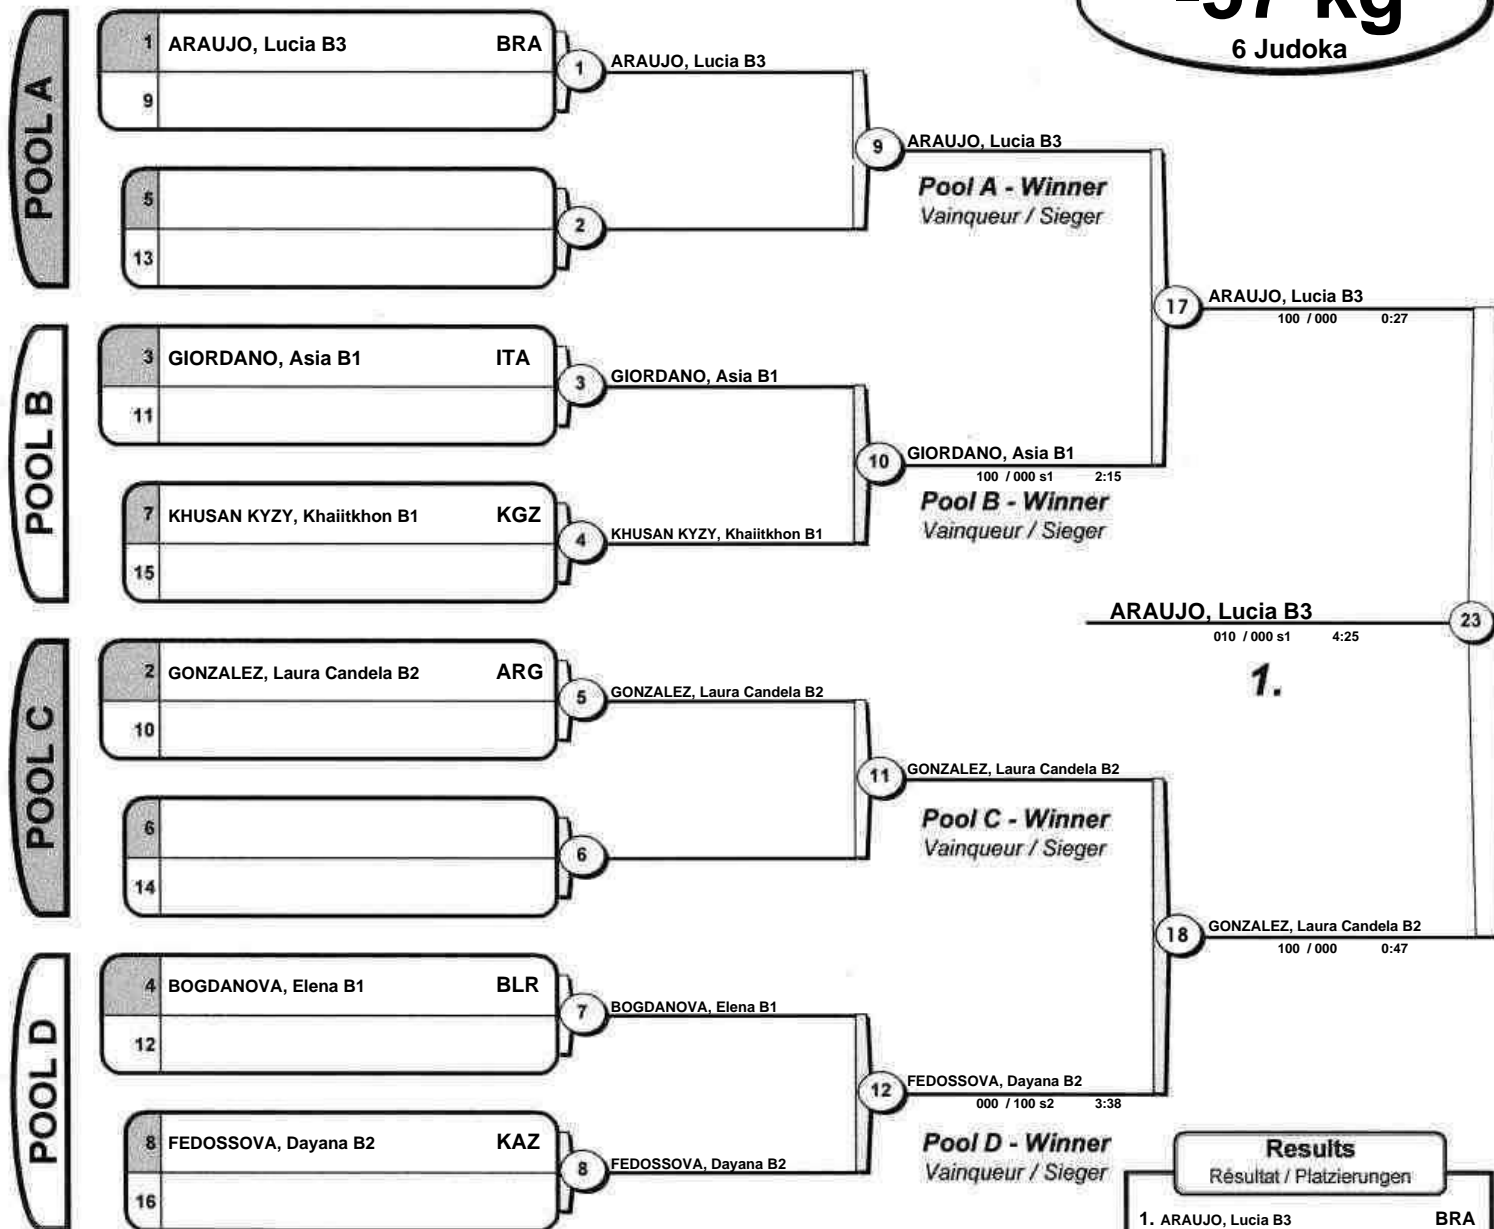 -57 kg
6 Judoka
POOL A
1 ARAUJO, Lucia B3 BRA
9
5
13
1 ARAUJO, Lucia B3
2
9 ARAUJO, Lucia B3
Pool A - Winner
Vainqueur / Sieger
POOL B
3 GIORDANO, Asia B1 ITA
11
7 KHUSAN KYZY, Khaiitkhon B1 KGZ
15
3 GIORDANO, Asia B1
4 KHUSAN KYZY, Khaiitkhon B1
10 GIORDANO, Asia B1
100 / 000 s1 2:15
Pool B - Winner
Vainqueur / Sieger
17 ARAUJO, Lucia B3
100 / 000 0:27
POOL C
2 GONZALEZ, Laura Candela B2 ARG
10
6
14
5 GONZALEZ, Laura Candela B2
6
11 GONZALEZ, Laura Candela B2
Pool C - Winner
Vainqueur / Sieger
POOL D
4 BOGDANOVA, Elena B1 BLR
12
8 FEDOSSOVA, Dayana B2 KAZ
16
7 BOGDANOVA, Elena B1
8 FEDOSSOVA, Dayana B2
12 FEDOSSOVA, Dayana B2
000 / 100 s2 3:38
Pool D - Winner
Vainqueur / Sieger
18 GONZALEZ, Laura Candela B2
100 / 000 0:47
ARAUJO, Lucia B3 23
010 / 000 s1 4:25
1.
Results
Résultat / Platzierungen
1. ARAUJO, Lucia B3 BRA